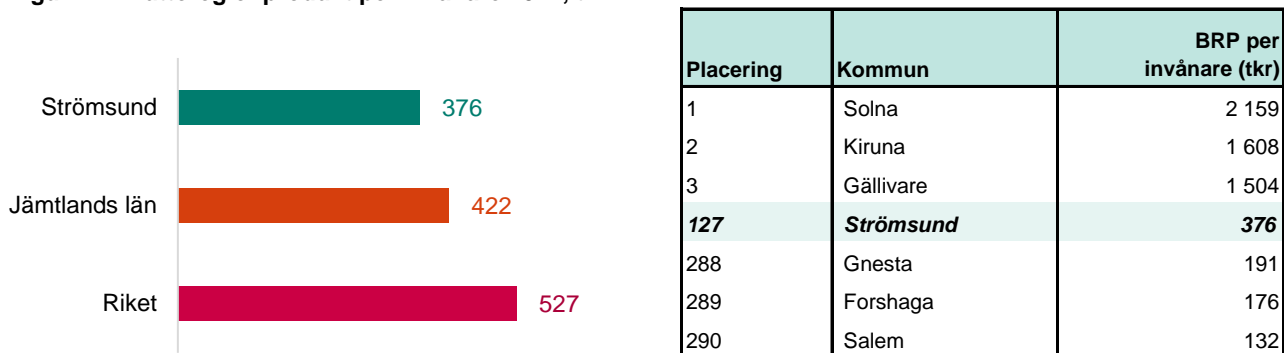 Strömsund 376
Jämtlands län 422
Riket 527
Placering Kommun BRP per invånare (tkr)
1 Solna 2 159
2 Kiruna 1 608
3 Gällivare 1 504
127 Strömsund 376
288 Gnesta 191
289 Forshaga 176
290 Salem 132